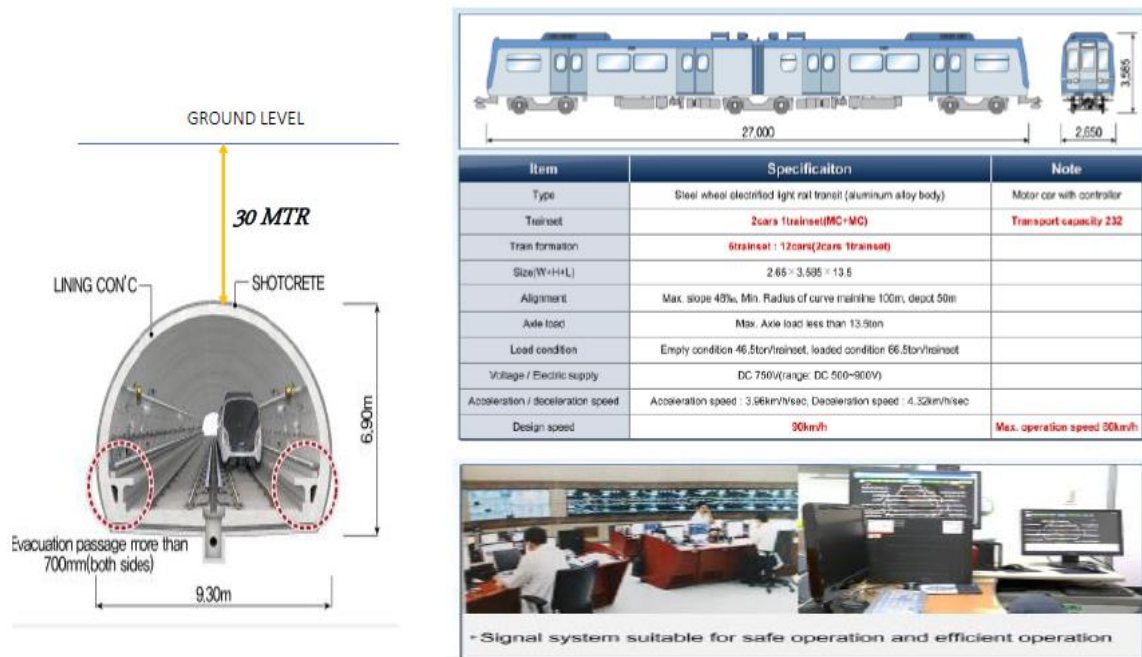 GROUND LEVEL
30 MTR
LINING CON'C
SHOTCRETE
6.90m
Evacuation passage more than
700mm(both sides)
9.30m
27,000
3,585
2,650
Item Specificaiton Note
Type Steel wheel electrified light rail transit (aluminum alloy body) Motor car with controller
Trainset 2cars 1trainset(MC+MC) Transport capacity 232
Train formation 6trainset : 12cars(2cars 1trainset)
Size(W+H+L) 2.65×3.585×13.5
Alignment Max. slope 48‰, Min. Radius of curve mainline 100m, depot 50m
Axle load Max. Axle load less than 13.5ton
Load condition Empty condition 46.5ton/trainset, loaded condition 66.5ton/trainset
Voltage / Electric supply DC 750V(range: DC 500~900V)
Acceleration / deceleration speed Acceleration speed : 3.96km/h/sec, Deceleration speed : 4.32km/h/sec
Design speed 90km/h Max. operation speed 80km/h
- Signal system suitable for safe operation and efficient operation